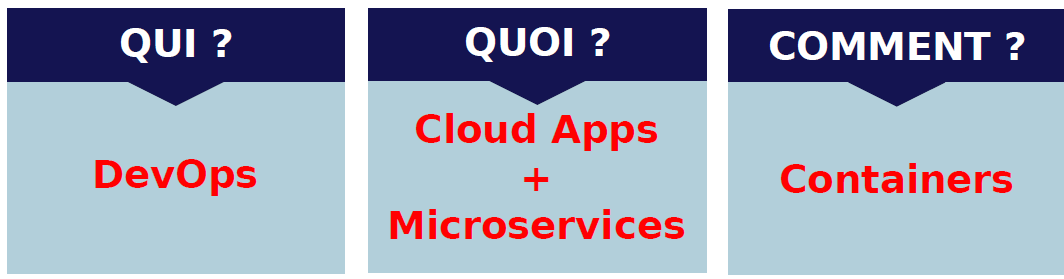 QUI ?
DevOps
QUOI ?
Cloud Apps
+
Microservices
COMMENT ?
Containers